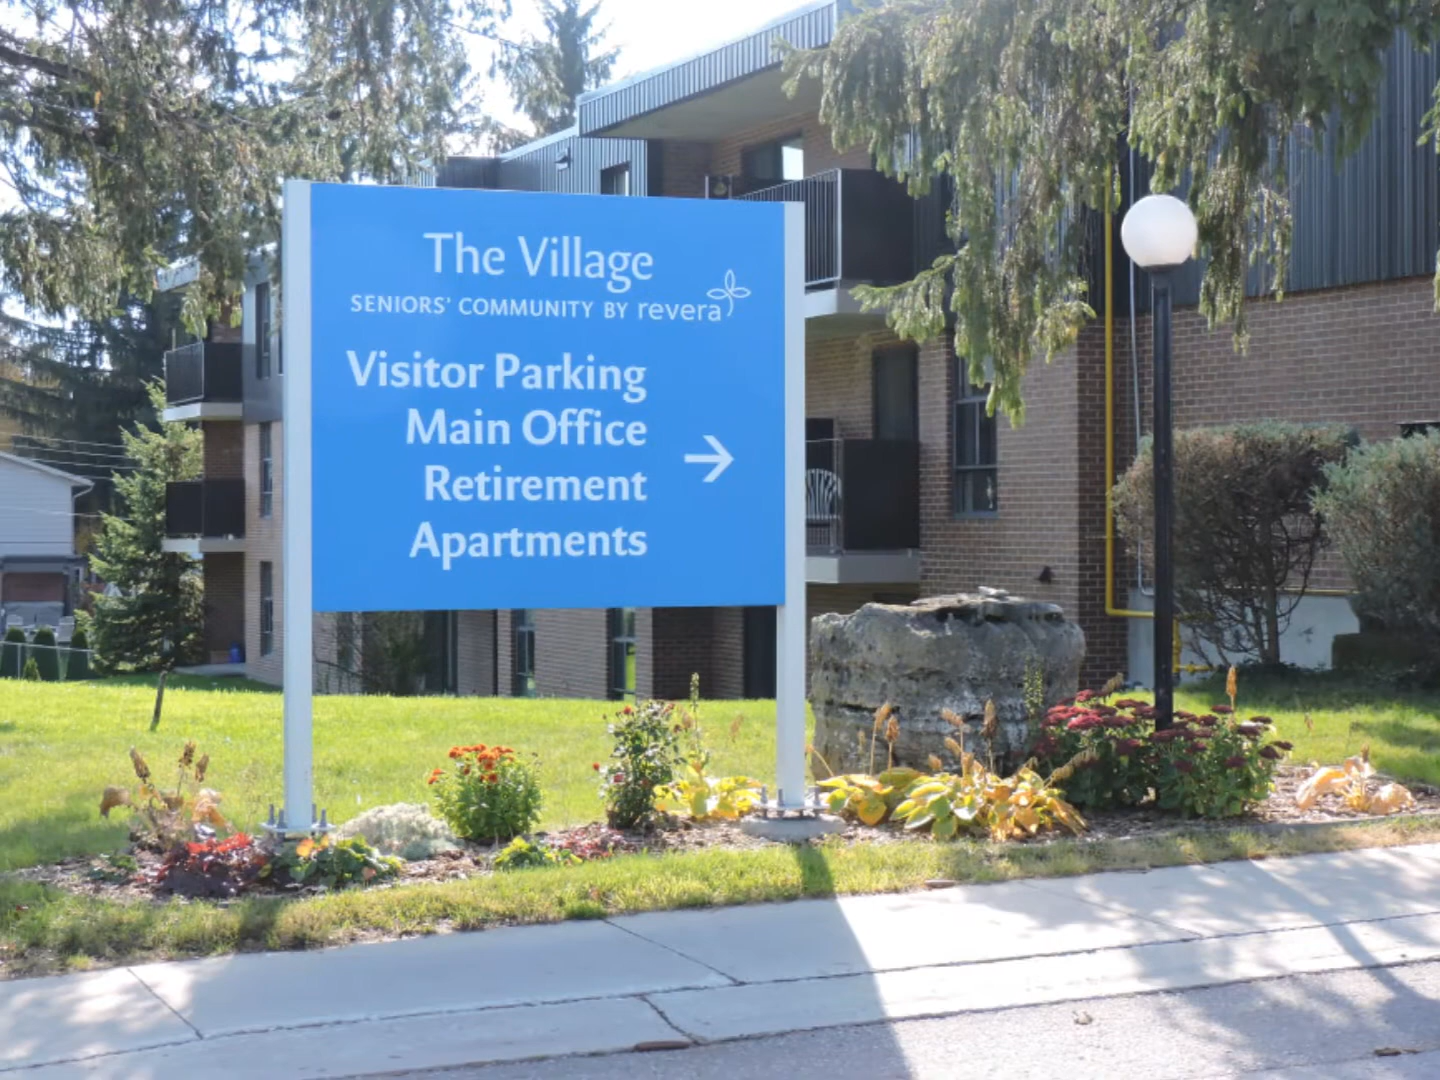 The Village
SENIORS' COMMUNITY BY revera
Visitor Parking
Main Office
Retirement
Apartments